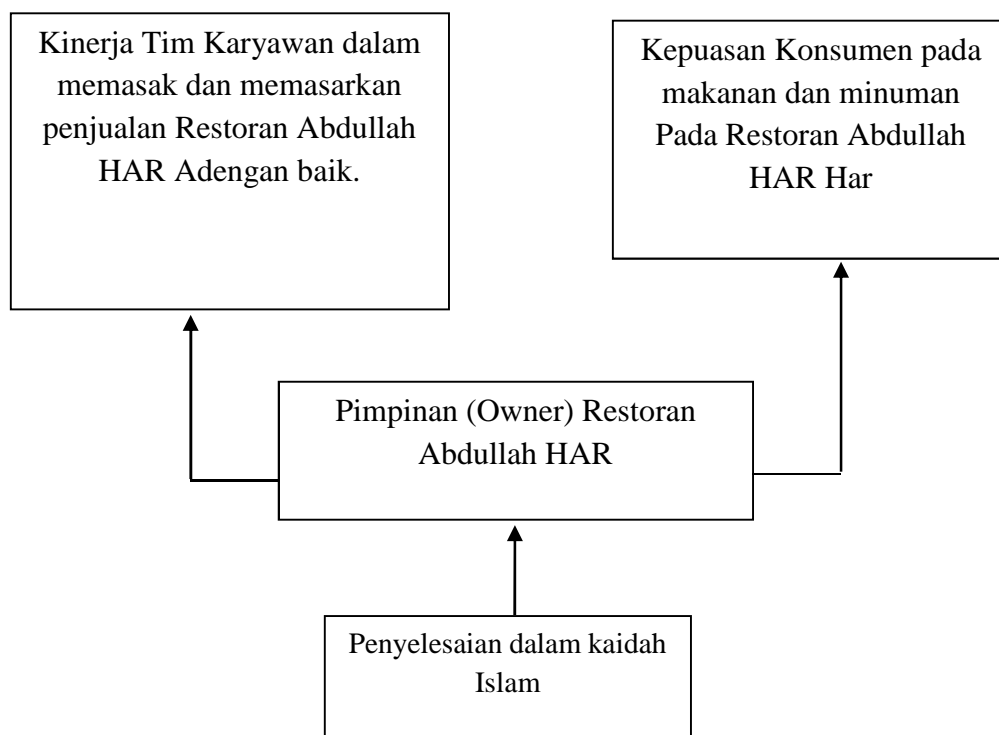 Kinerja Tim Karyawan dalam
memasak dan memasarkan
penjualan Restoran Abdullah
HAR Adengan baik.
Kepuasan Konsumen pada
makanan dan minuman
Pada Restoran Abdullah
HAR Har
Pimpinan (Owner) Restoran
Abdullah HAR
Penyelesaian dalam kaidah
Islam